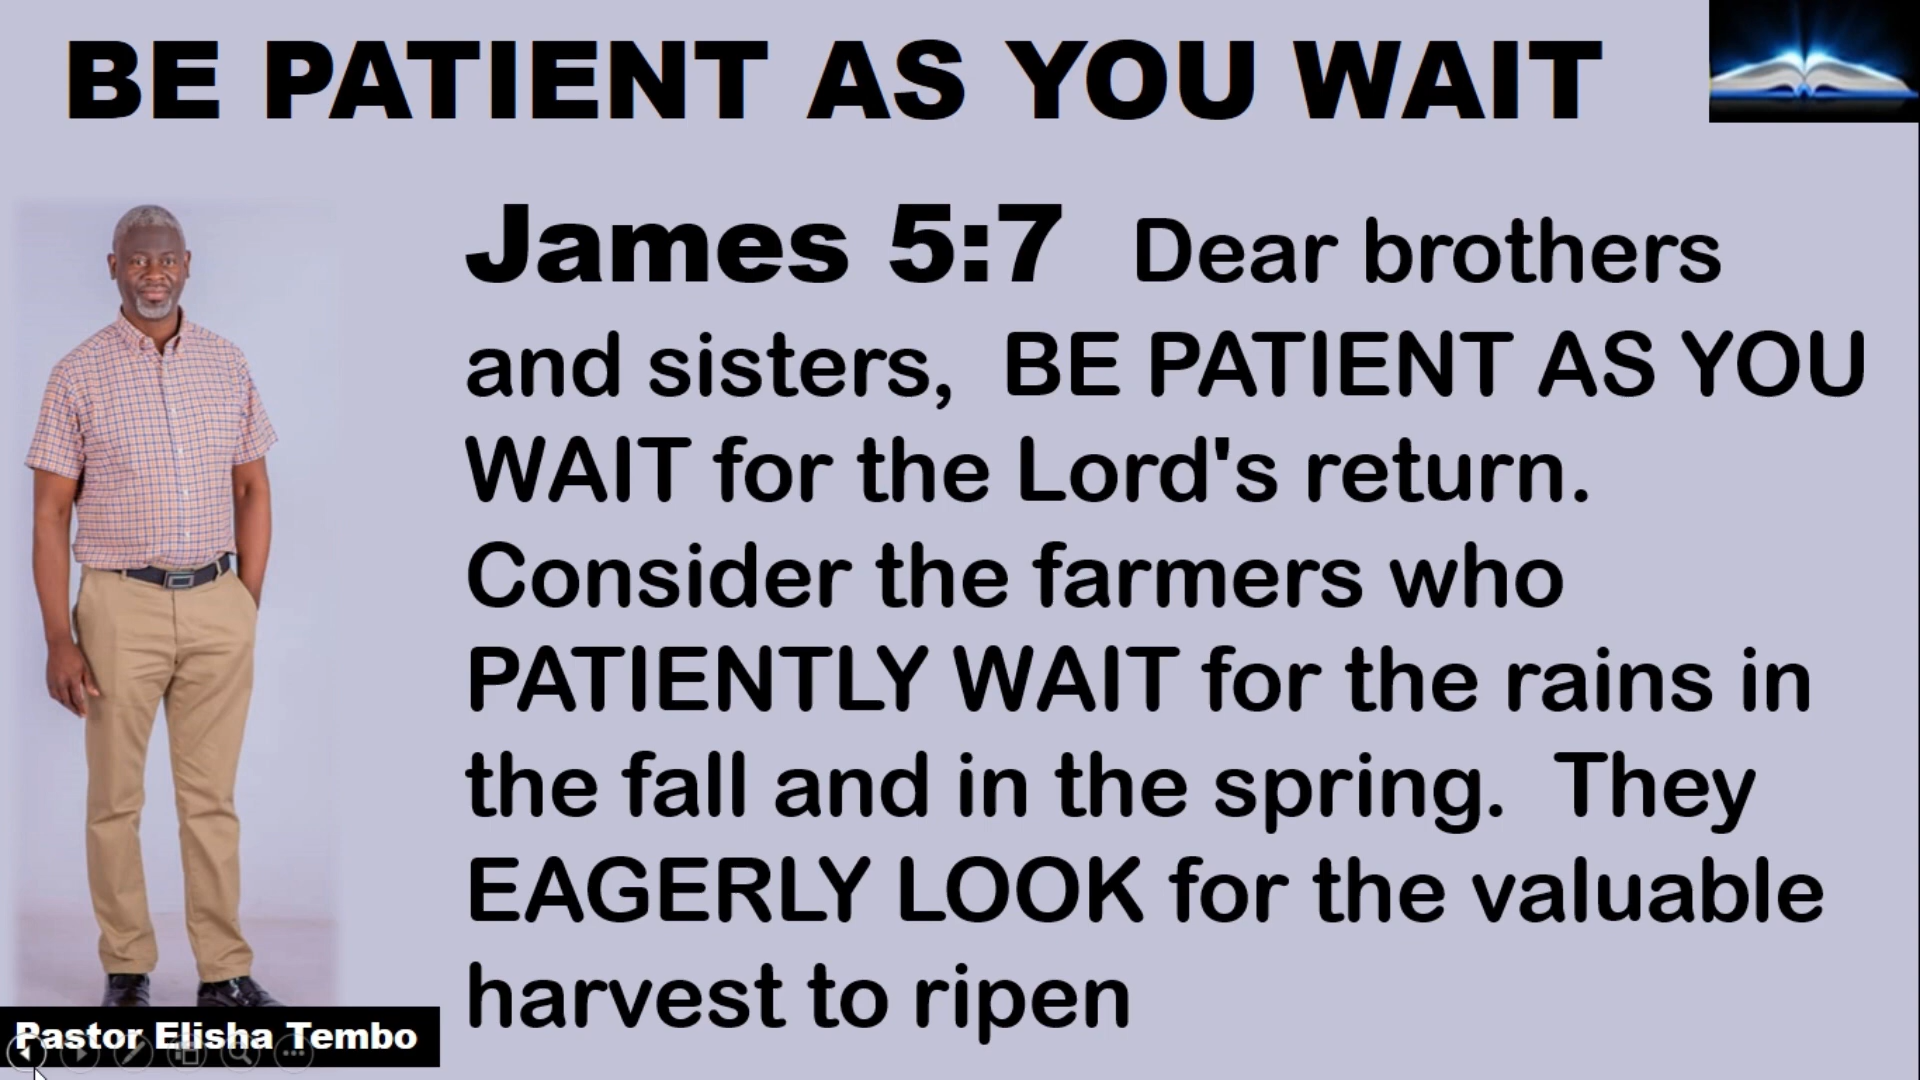 BE PATIENT AS YOU WAIT
James 5:7 Dear brothers
and sisters, BE PATIENT AS YOU
WAIT for the Lord's return.
Consider the farmers who
PATIENTLY WAIT for the rains in
the fall and in the spring. They
EAGERLY LOOK for the valuable
harvest to ripen
Pastor Elisha Tembo